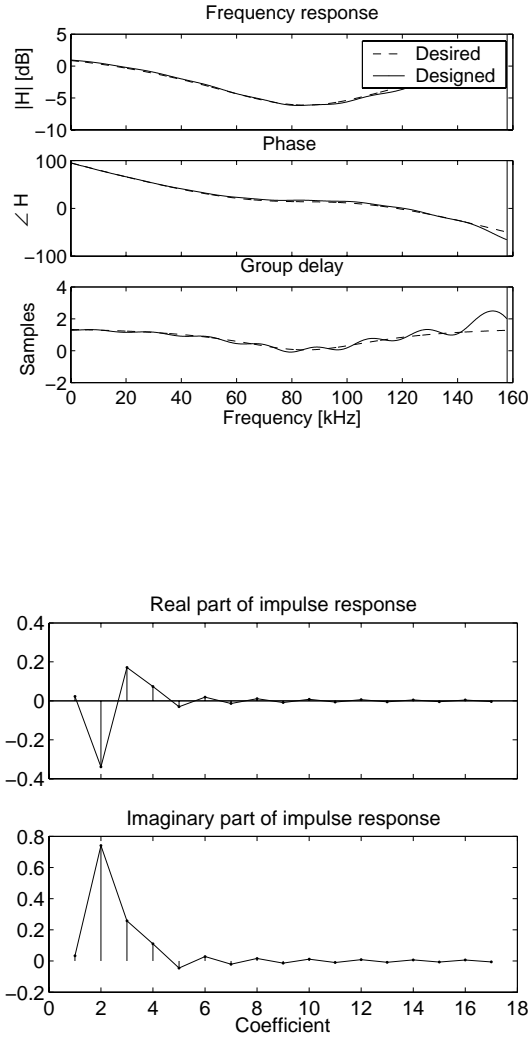 Frequency response
|H| [dB]
5
0
−5
−10
Desired
Designed
Phase
∠ H
100
0
−100
Group delay
Samples
4
2
0
−2
0 20 40 60 80 100 120 140 160
Frequency [kHz]
Real part of impulse response
0.4
0.2
0
−0.2
−0.4
Imaginary part of impulse response
0.8
0.6
0.4
0.2
0
−0.2
0 2 4 6 8 10 12 14 16 18
Coefficient